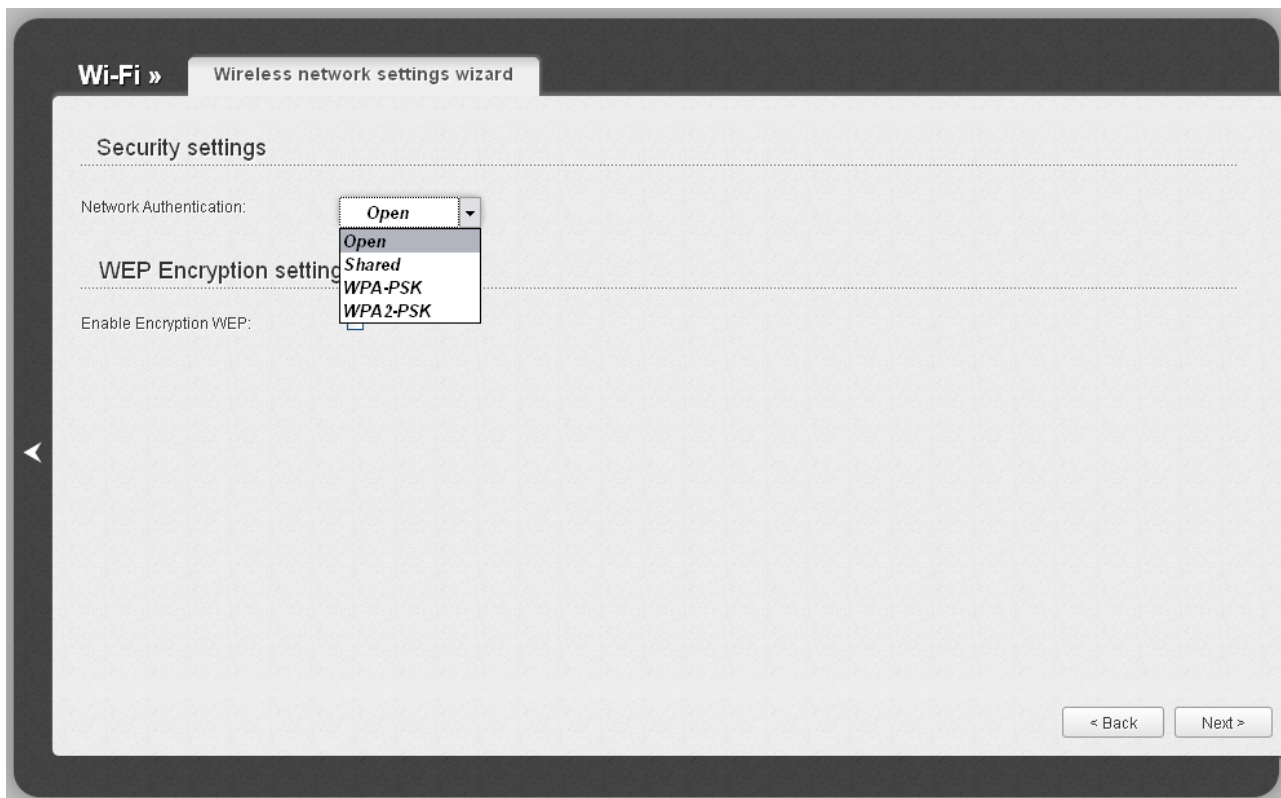 Wi-Fi »
Wireless network settings wizard
Security settings
Network Authentication:
Open
Open
Shared
WPA-PSK
WPA2-PSK
WEP Encryption setting
Enable Encryption WEP:
< Back
Next >